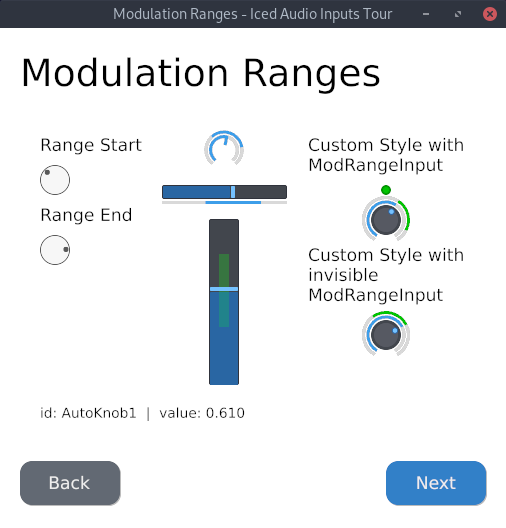 Modulation Ranges - Iced Audio Inputs Tour
Modulation Ranges
Range Start
Range End
Custom Style with
ModRangeInput
Custom Style with
invisible
ModRangeInput
id: AutoKnob1 | value: 0.610
Back
Next